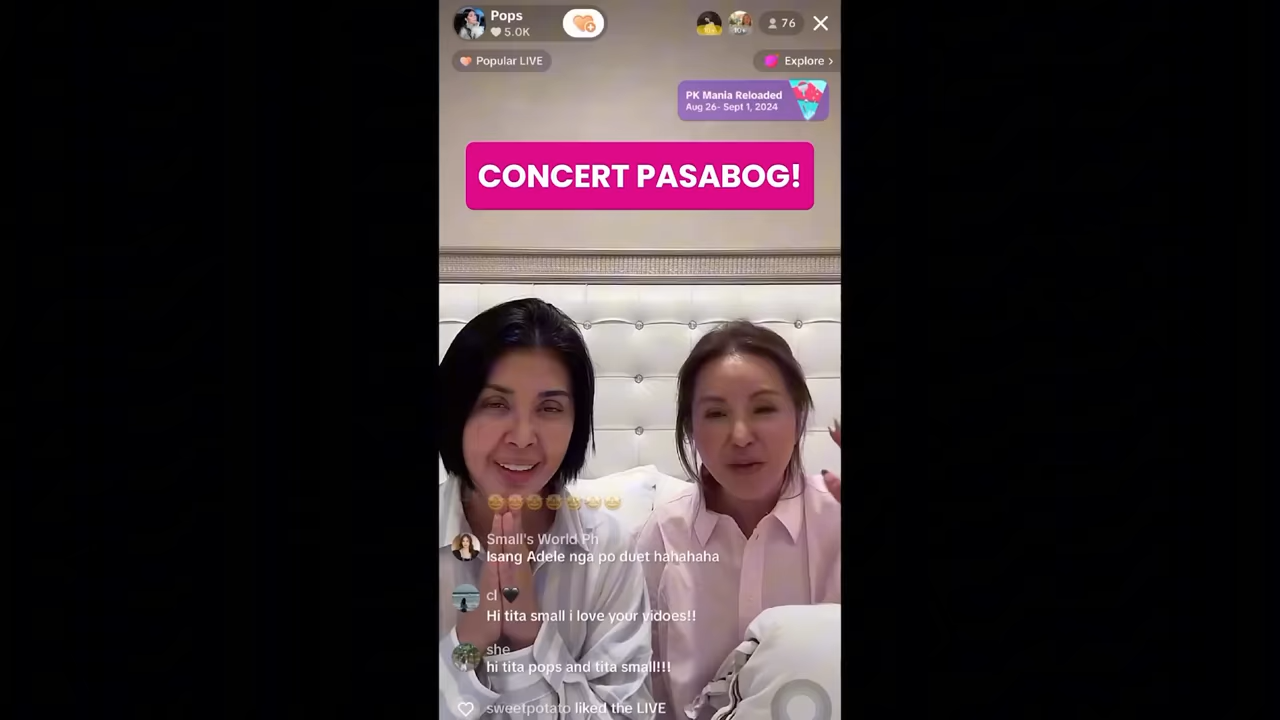 Pops
5.0K
76
Popular LIVE
Explore ›
PK Mania Reloaded
Aug 26- Sept 1, 2024
CONCERT PASABOG!
Small's World Ph
Isang Adele nga po duet hahahaha
cl 🖤
Hi tita small i love your vidoes!!
she
hi tita pops and tita small!!!
sweetpotato liked the LIVE